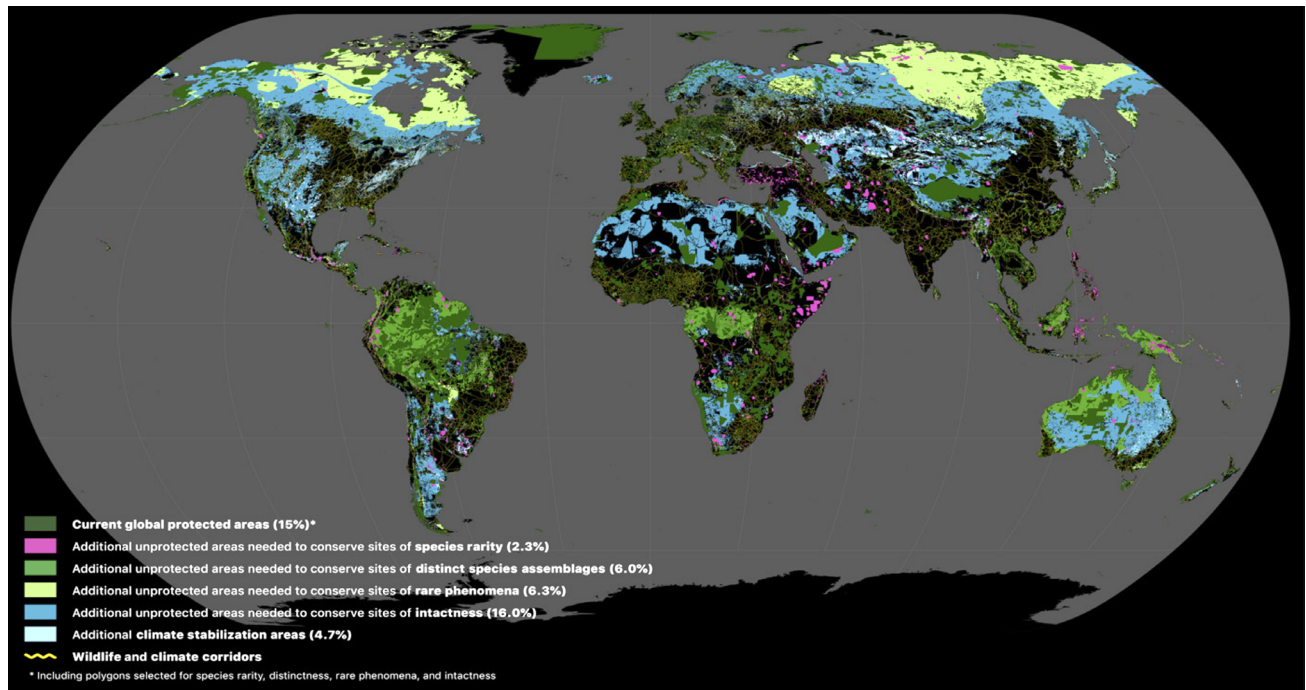 Current global protected areas (15%)*
Additional unprotected areas needed to conserve sites of species rarity (2.3%)
Additional unprotected areas needed to conserve sites of distinct species assemblages (6.0%)
Additional unprotected areas needed to conserve sites of rare phenomena (6.3%)
Additional unprotected areas needed to conserve sites of intactness (16.0%)
Additional climate stabilization areas (4.7%)
Wildlife and climate corridors
* Including polygons selected for species rarity, distinctness, rare phenomena, and intactness